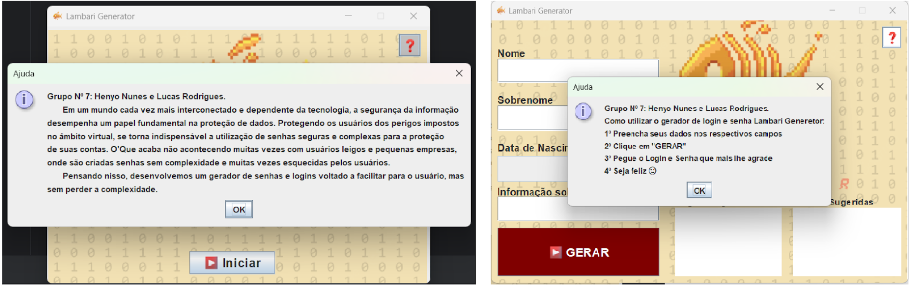 Lambari Generator
?
Ajuda
Grupo Nº 7: Henyo Nunes e Lucas Rodrigues.
Em um mundo cada vez mais interconectado e dependente da tecnologia, a segurança da informação
desempenha um papel fundamental na proteção de dados. Protegendo os usuários dos perigos impostos
no âmbito virtual, se torna indispensável a utilização de senhas seguras e complexas para a proteção
de suas contas. O'Que acaba não acontecendo muitas vezes com usuários leigos e pequenas empresas,
onde são criadas senhas sem complexidade e muitas vezes esquecidas pelos usuários.
Pensando nisso, desenvolvemos um gerador de senhas e logins voltado a facilitar para o usuário, mas
sem perder a complexidade.
OK
Iniciar
Lambari Generator
?
Nome
Sobrenome
Data de Nascin
Informação so
Ajuda
Grupo Nº 7: Henyo Nunes e Lucas Rodrigues.
Como utilizar o gerador de login e senha Lambari Generetor:
1º Preencha seus dados nos respectivos campos
2º Clique em "GERAR"
3º Pegue o Login e Senha que mais lhe agrace
4º Seja feliz
OK
R
Sugeridas
GERAR